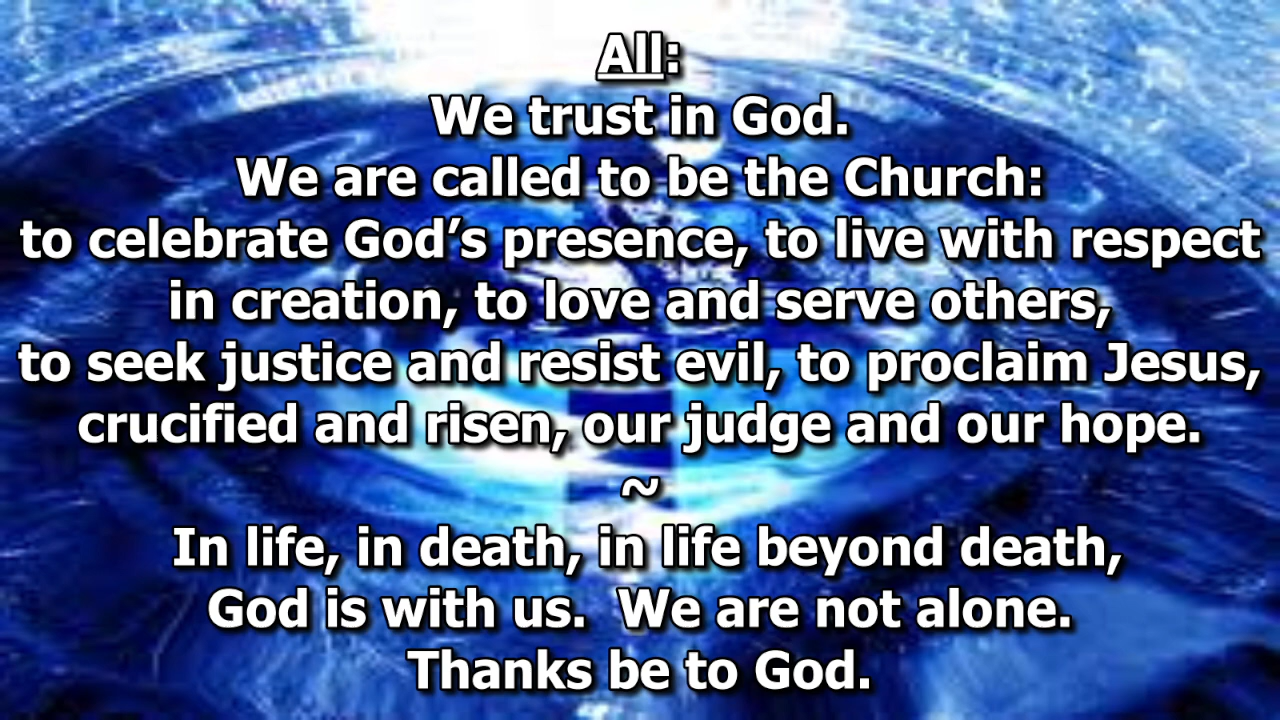 All:
We trust in God.
We are called to be the Church:
to celebrate God’s presence, to live with respect
in creation, to love and serve others,
to seek justice and resist evil, to proclaim Jesus,
crucified and risen, our judge and our hope.
~
In life, in death, in life beyond death,
God is with us.  We are not alone.
Thanks be to God.